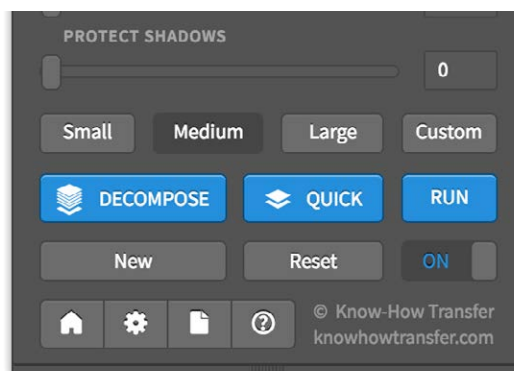 PROTECT SHADOWS
0
Small Medium Large Custom
DECOMPOSE QUICK RUN
New Reset ON
© Know-How Transfer
knowhowtransfer.com